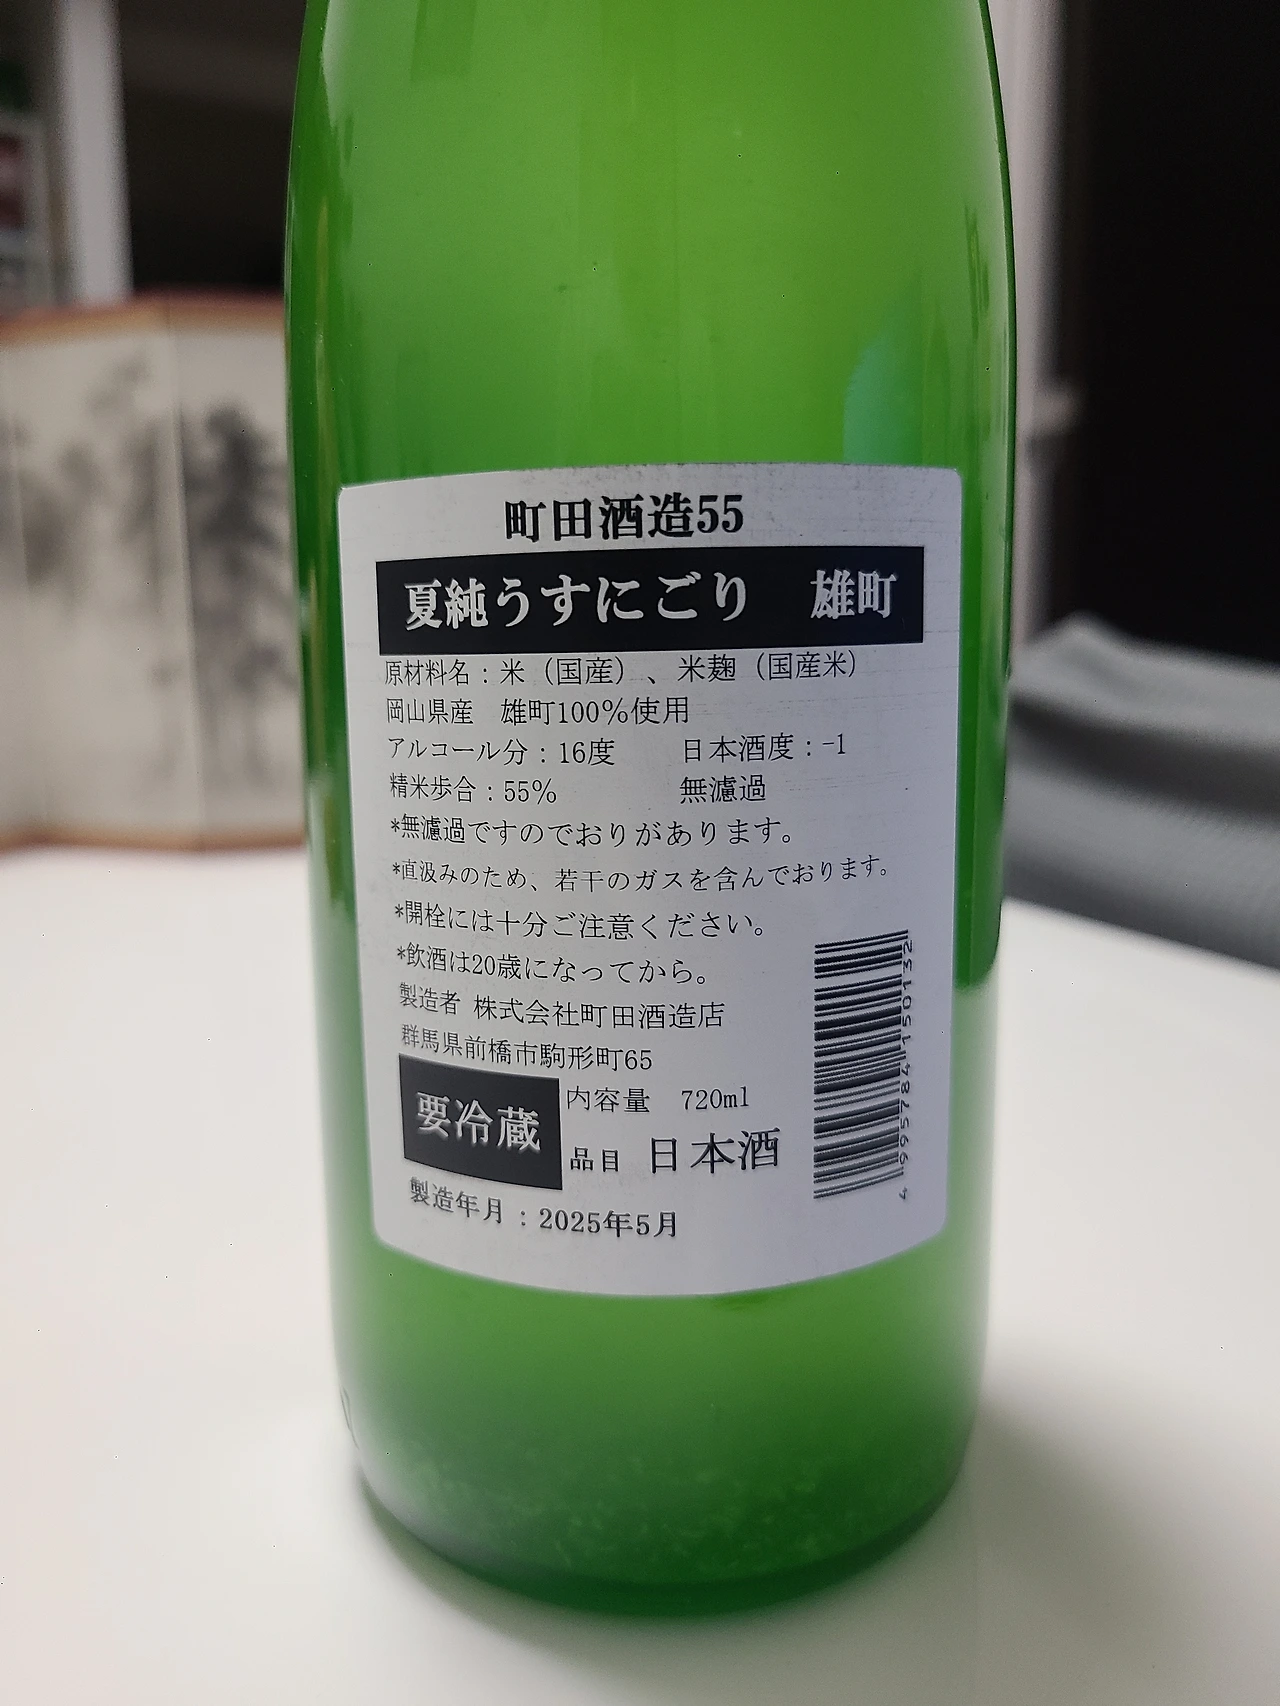 町田酒造55
夏純うすにごり　雄町
原材料名：米（国産）、米麹（国産米）
岡山県産　雄町100％使用
アルコール分：16度　日本酒度：-1
精米歩合：55％　無濾過
*無濾過ですのでおりがあります。
*直汲みのため、若干のガスを含んでおります。
*開栓には十分ご注意ください。
*飲酒は20歳になってから。
製造者 株式会社町田酒造店
群馬県前橋市駒形町65
要冷蔵
内容量　720ml
品目　日本酒
製造年月：2025年5月
4 995784 150132